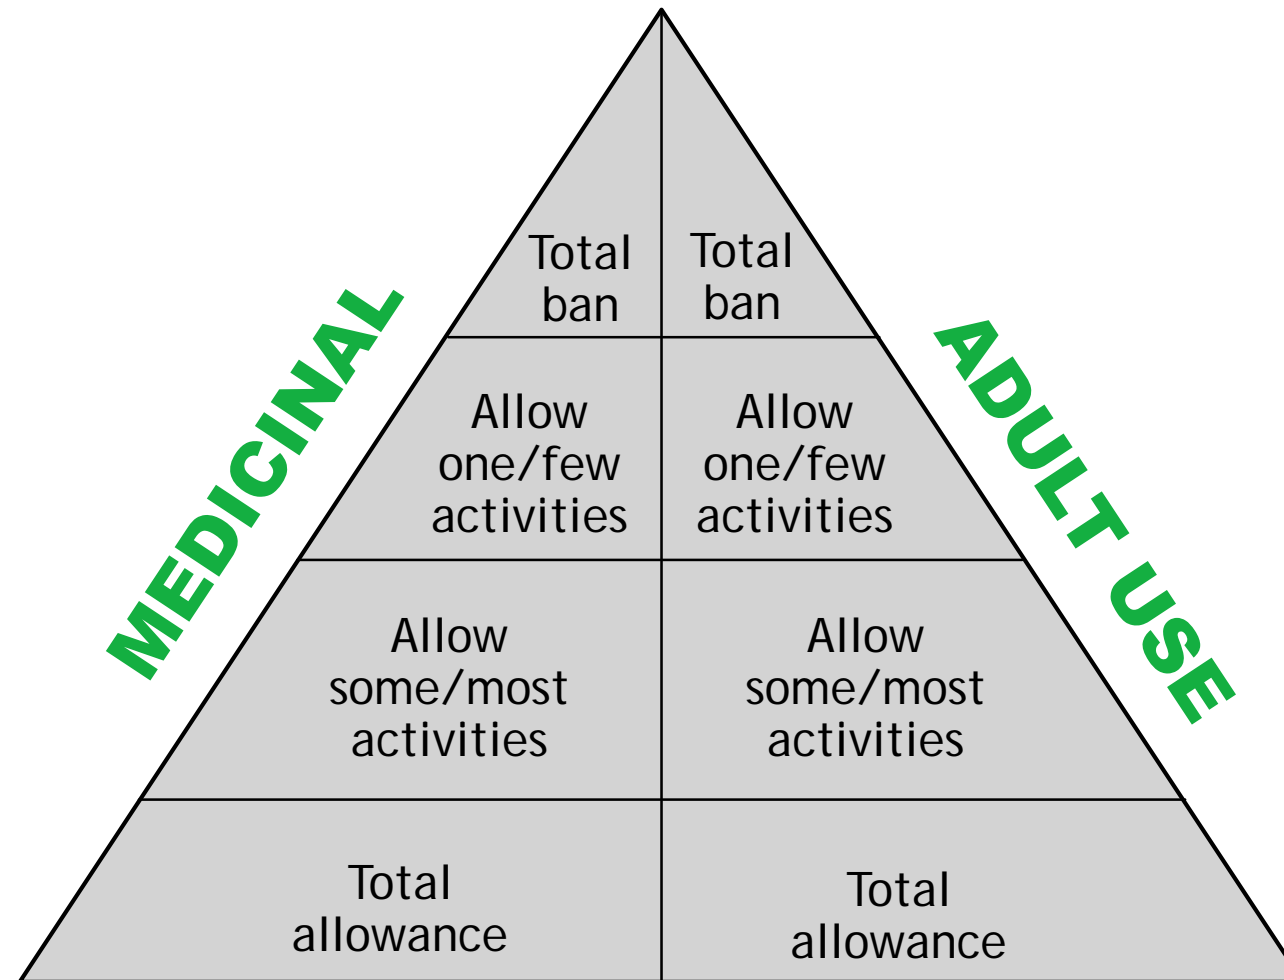 MEDICINAL
ADULT USE
Total
ban
Total
ban
Allow
one/few
activities
Allow
one/few
activities
Allow
some/most
activities
Allow
some/most
activities
Total
allowance
Total
allowance